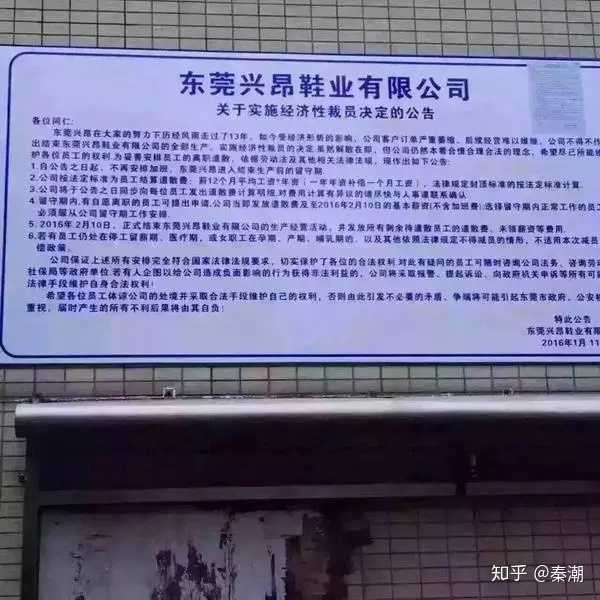 东莞兴昂鞋业有限公司
关于实施经济性裁员决定的公告
各位同仁:
东莞兴昂在大家的努力下历经风雨走过了13年，如今受经济形势的影响，公司客户订单严重萎缩，后续经营难以维继，公司不得不作
出结束东莞兴昂鞋业有限公司的全部生产、实施经济性裁员的决定，虽然解散在即，但公司仍然本着合情合理合法的理念，希望尽己所能维
护各位员工的权利，为妥善安排员工的离职遣散，依据劳动法及其他相关法律法规，现作出如下公告:
1.自公告之日起，不再安排加班，东莞兴昂进入结束生产前的留守期。
2.公司按法定标准为员工结算遣散费：前12个月平均工资*年资（一年年资补偿一个月工资），法律规定封顶标准的按法定标准计算。
3.公司将于公告之日同步向每位员工发出遣散费计算明细，对费用计算有异议的请尽快与人事课联系确认
4.留守期内，有自愿离职的员工可提出申请，公司当即发放遣散费及至2016年2月10日的基本薪资(不含加班费);选择留守期内正常工作的员工
必须服从公司留守期工作安排。
5.2016年2月10日，正式结束东莞兴昂鞋业有限公司的生产经营活动，并发放所有剩余待遣散员工的遣散费、未领薪资等费用。
6.若有员工仍处在停工留薪期、医疗期，或女职工在孕期、产期、哺乳期的，以及其他依照法律规定不得减员的情形，不适用本次减员
偿政策。
公司保证上述所有安排完全符合国家法律法规要求，切实保护了各位的合法权利 对此有疑问的员工可随时咨询公司法务、咨询劳动
社保局等政府单位 若有人企图以给公司造成负面影响的行为获得非法利益的，公司将采取报警、提起诉讼、向政府机关申诉等所有可能
法律手段维护自身合法权利！
希望各位员工体谅公司的处境并采取合法手段维护自己的权利，否则由此引发不必要的矛盾、争端将可能引起东莞市政府、公安机
重视，届时产生的所有不利后果将由其自负！
特此公告
东莞兴昂鞋业有限
2016年1月11
知乎 @秦潮